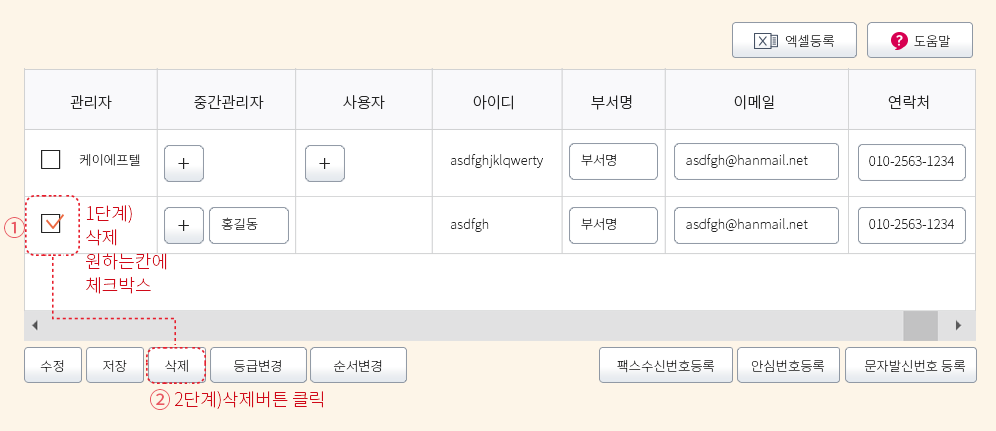 엑셀등록
? 도움말
관리자 중간관리자 사용자 아이디 부서명 이메일 연락처
케이에프텔 + + asdfghjklqwerty 부서명 asdfgh@hanmail.net 010-2563-1234
① 1단계) + 홍길동 asdfgh 부서명 asdfgh@hanmail.net 010-2563-1234
삭제
원하는칸에
체크박스
수정 저장 삭제 등급변경 순서변경 팩스수신번호등록 안심번호등록 문자발신번호 등록
② 2단계)삭제버튼 클릭